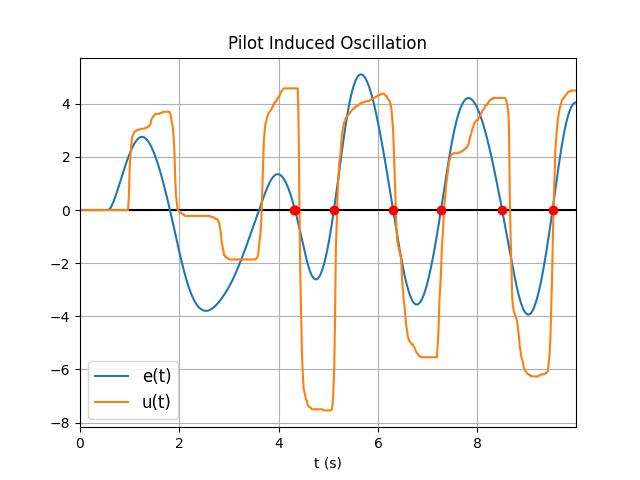 Pilot Induced Oscillation
4
2
0
−2
−4
−6
−8
e(t)
u(t)
0 2 4 6 8
t (s)